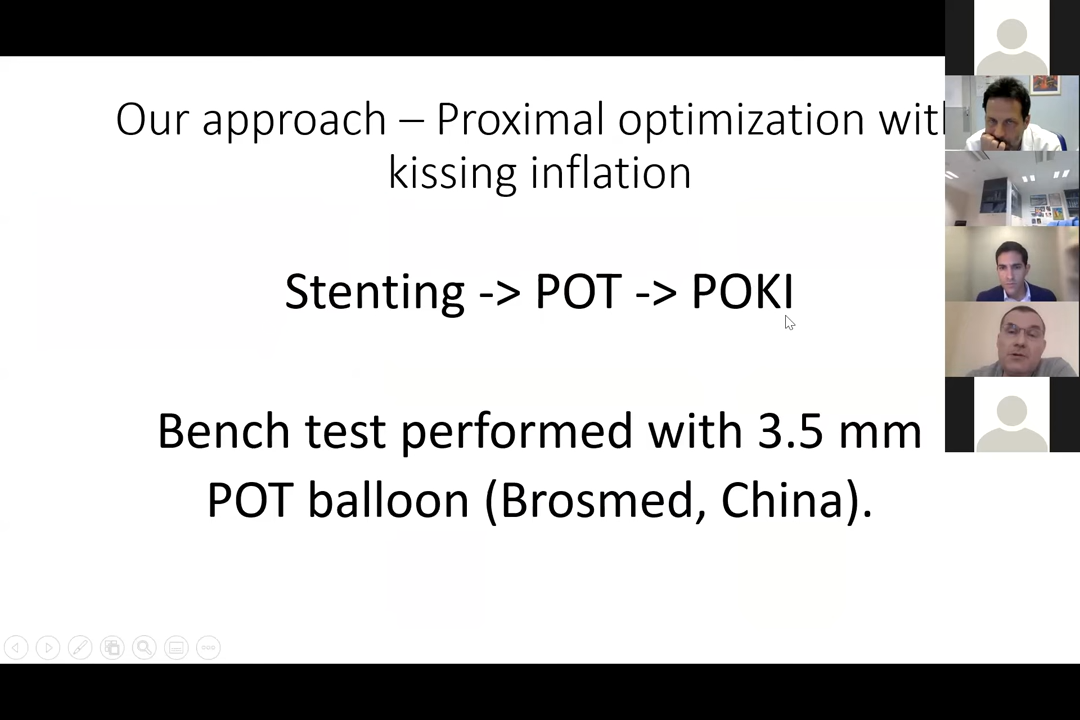 Our approach – Proximal optimization with
kissing inflation
Stenting -> POT -> POKI
Bench test performed with 3.5 mm
POT balloon (Brosmed, China).